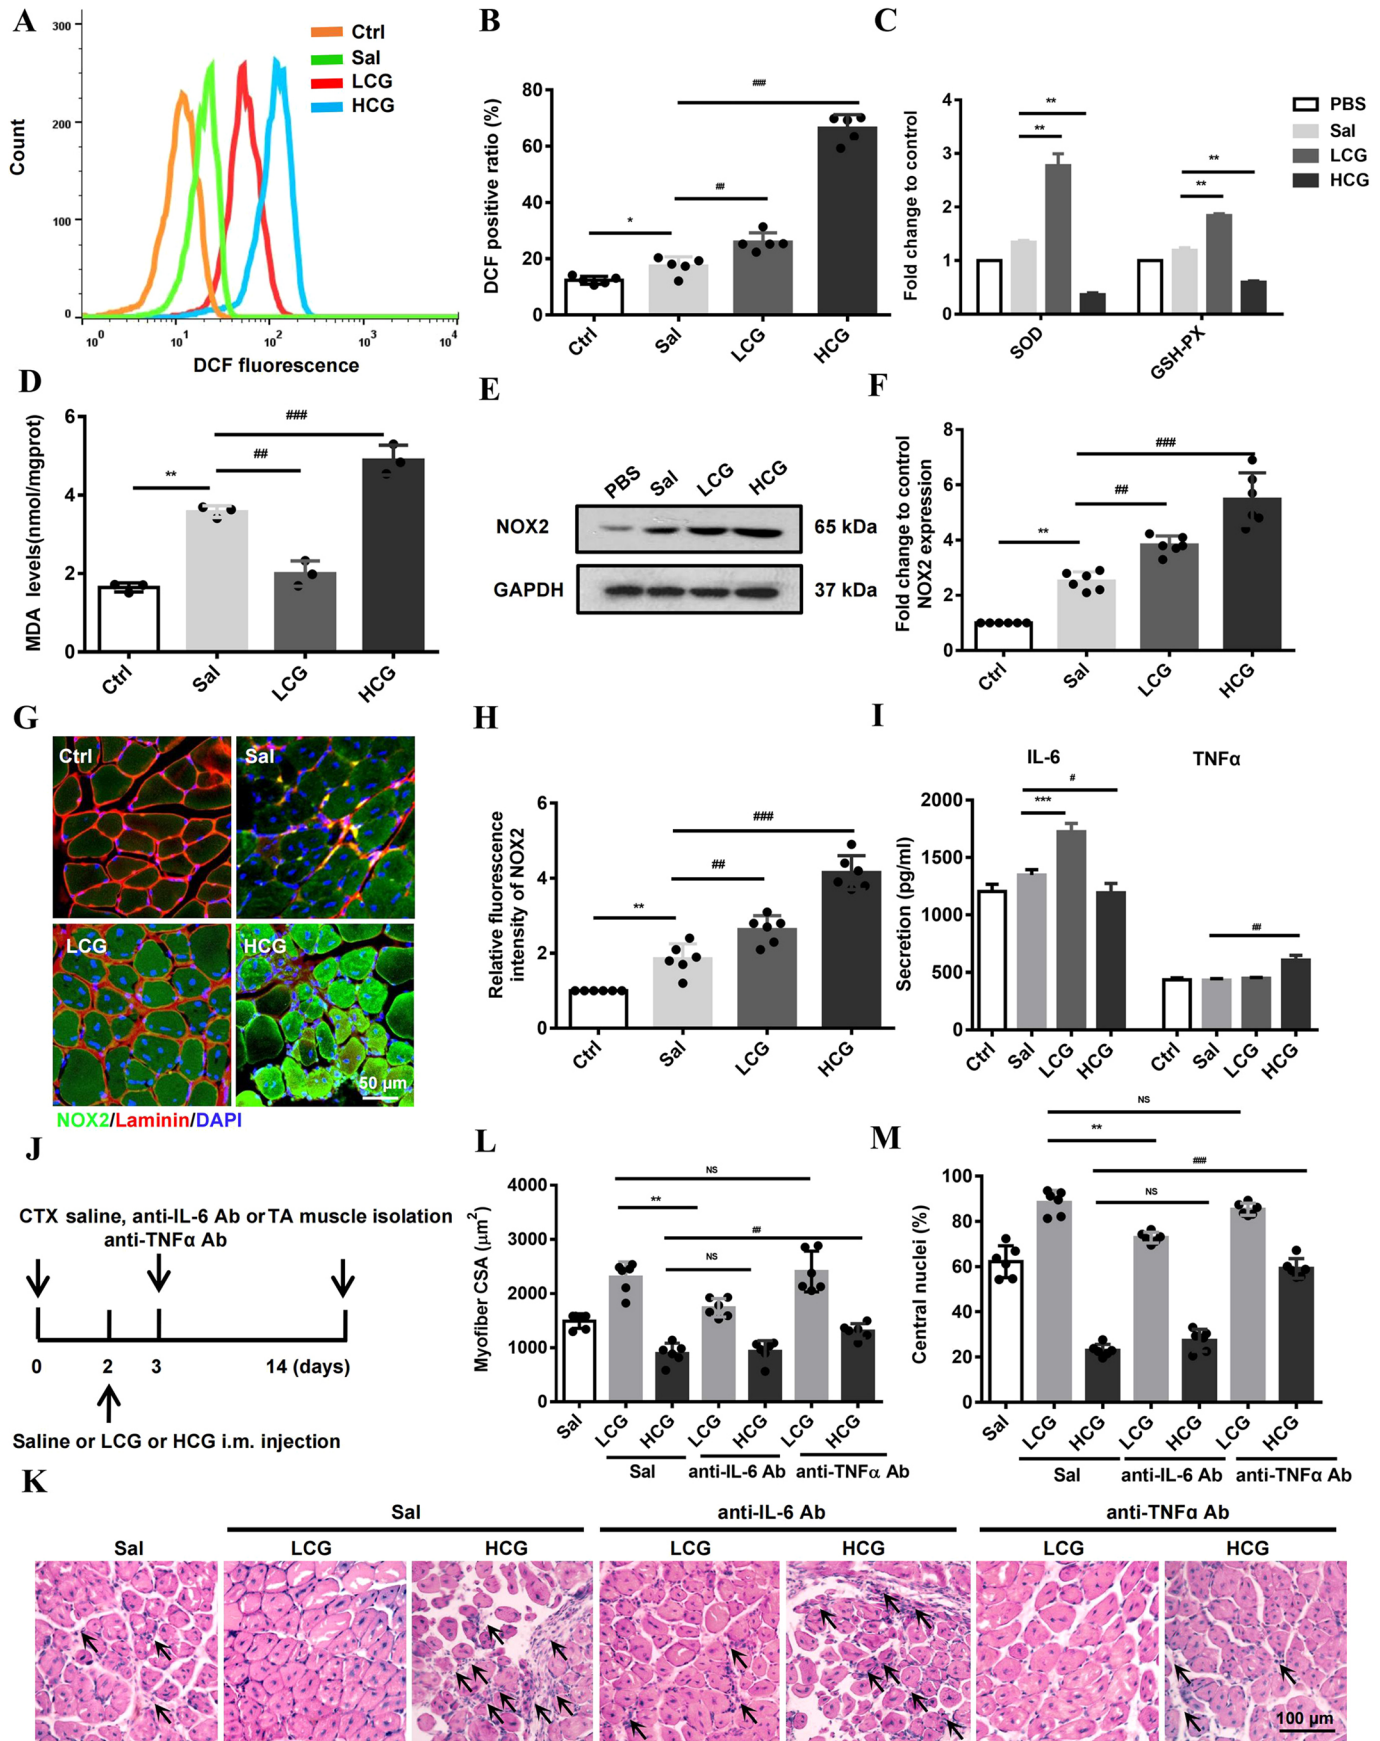 A
300
200
100
0
Count
10^0
10^1
10^2
10^3
10^4
DCF fluorescence
Ctrl
Sal
LCG
HCG
B
DCF positive ratio (%)
80
60
40
20
0
*
##
###
Ctrl
Sal
LCG
HCG
C
Fold change to control
4
3
2
1
0
**
**
**
**
SOD
GSH-PX
PBS
Sal
LCG
HCG
D
MDA levels(nmol/mgprot)
6
4
2
0
**
##
###
Ctrl
Sal
LCG
HCG
E
PBS
Sal
LCG
HCG
NOX2
65 kDa
GAPDH
37 kDa
F
Fold change to control
NOX2 expression
8
6
4
2
0
**
##
###
Ctrl
Sal
LCG
HCG
G
Ctrl
Sal
LCG
HCG
50 μm
NOX2/Laminin/DAPI
H
Relative fluorescence
intensity of NOX2
6
4
2
0
**
##
###
Ctrl
Sal
LCG
HCG
I
IL-6
TNFα
Secretion (pg/ml)
2000
1500
1000
500
0
#
***
##
Ctrl
Sal
LCG
HCG
Ctrl
Sal
LCG
HCG
J
CTX saline, anti-IL-6 Ab or TA muscle isolation
anti-TNFα Ab
0
2
3
14 (days)
Saline or LCG or HCG i.m. injection
L
Myofiber CSA (μm²)
4000
3000
2000
1000
0
NS
**
##
NS
Sal
LCG
HCG
LCG
HCG
LCG
HCG
Sal
anti-IL-6 Ab
anti-TNFα Ab
M
Central nuclei (%)
100
80
60
40
20
0
NS
**
###
NS
Sal
LCG
HCG
LCG
HCG
LCG
HCG
Sal
anti-IL-6 Ab
anti-TNFα Ab
K
Sal
anti-IL-6 Ab
anti-TNFα Ab
Sal
LCG
HCG
LCG
HCG
LCG
HCG
100 μm